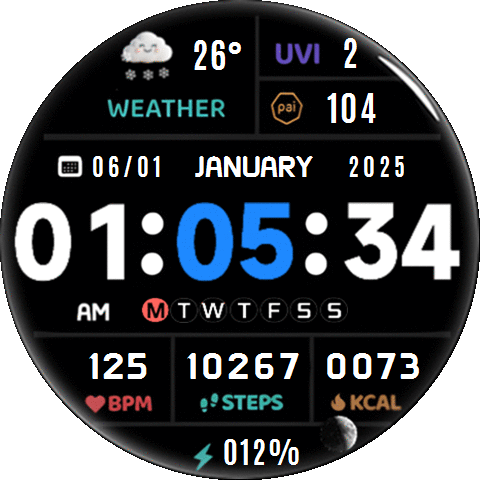 26° UVI 2
WEATHER pai 104
06/01 JANUARY 2025
01:05:34
AM M T W T F S S
125 10267 0073
BPM STEPS KCAL
012%